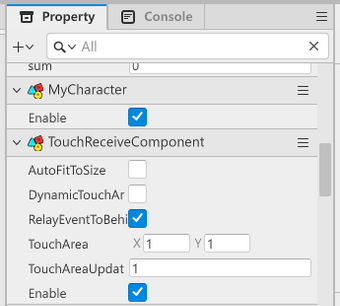 Property
Console
All
sum 0
MyCharacter
Enable
TouchReceiveComponent
AutoFitToSize
DynamicTouchAr
RelayEventToBehi
TouchArea X 1 Y 1
TouchAreaUpdat 1
Enable